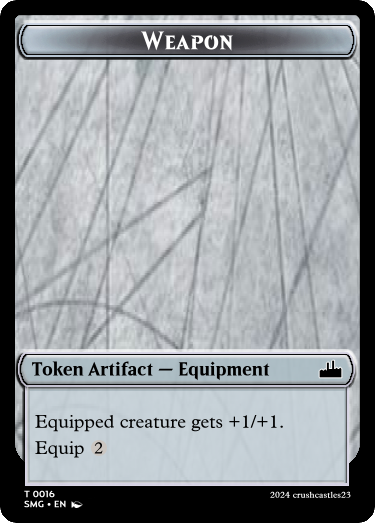 Weapon
Token Artifact — Equipment
Equipped creature gets +1/+1.
Equip 2
T 0016
SMG • EN
2024 crushcastles23